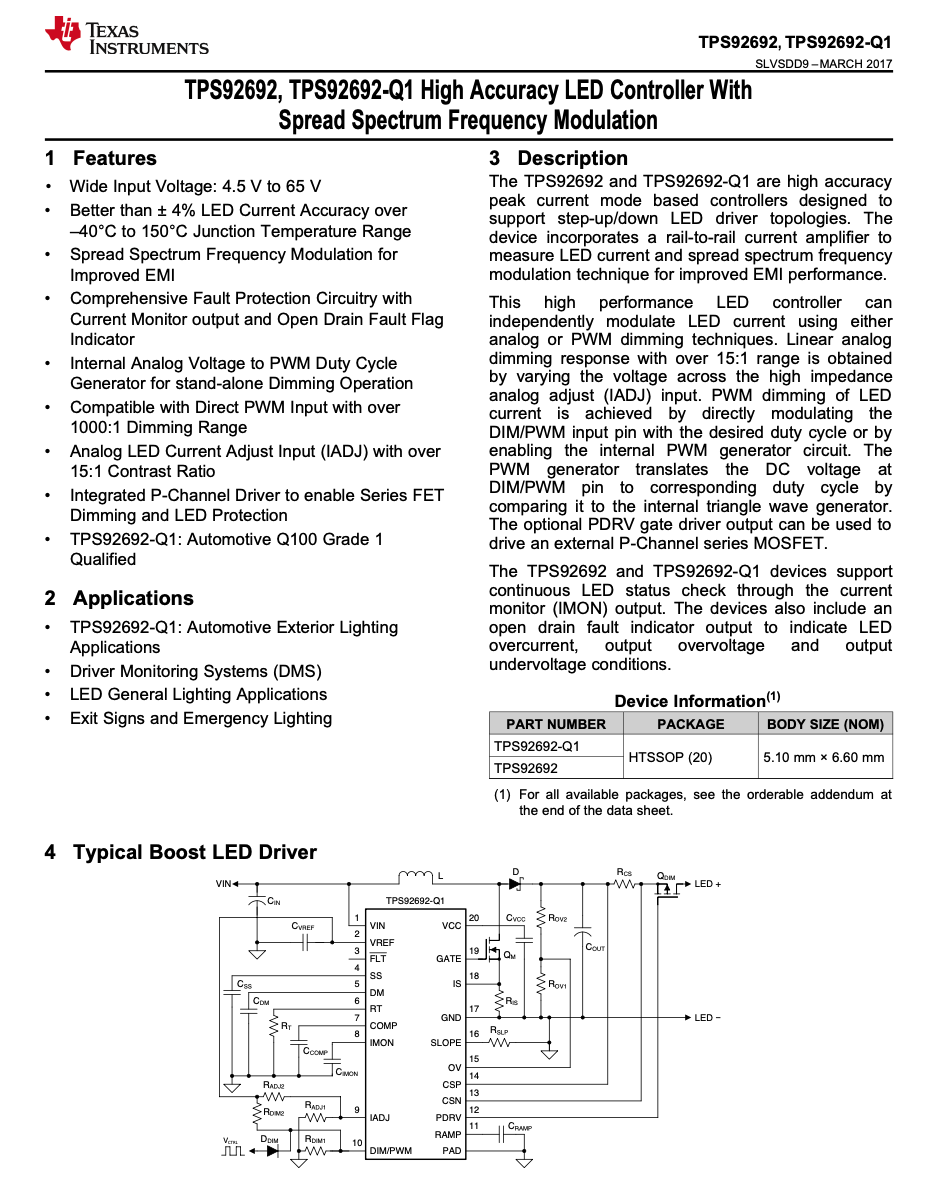 TEXAS
INSTRUMENTS
TPS92692, TPS92692-Q1
SLVSDD9 – MARCH 2017
TPS92692, TPS92692-Q1 High Accuracy LED Controller With
Spread Spectrum Frequency Modulation
1 Features
• Wide Input Voltage: 4.5 V to 65 V
• Better than ± 4% LED Current Accuracy over
–40°C to 150°C Junction Temperature Range
• Spread Spectrum Frequency Modulation for
Improved EMI
• Comprehensive Fault Protection Circuitry with
Current Monitor output and Open Drain Fault Flag
Indicator
• Internal Analog Voltage to PWM Duty Cycle
Generator for stand-alone Dimming Operation
• Compatible with Direct PWM Input with over
1000:1 Dimming Range
• Analog LED Current Adjust Input (IADJ) with over
15:1 Contrast Ratio
• Integrated P-Channel Driver to enable Series FET
Dimming and LED Protection
• TPS92692-Q1: Automotive Q100 Grade 1
Qualified
2 Applications
• TPS92692-Q1: Automotive Exterior Lighting
Applications
• Driver Monitoring Systems (DMS)
• LED General Lighting Applications
• Exit Signs and Emergency Lighting
3 Description
The TPS92692 and TPS92692-Q1 are high accuracy
peak current mode based controllers designed to
support step-up/down LED driver topologies. The
device incorporates a rail-to-rail current amplifier to
measure LED current and spread spectrum frequency
modulation technique for improved EMI performance.
This high performance LED controller can
independently modulate LED current using either
analog or PWM dimming techniques. Linear analog
dimming response with over 15:1 range is obtained
by varying the voltage across the high impedance
analog adjust (IADJ) input. PWM dimming of LED
current is achieved by directly modulating the
DIM/PWM input pin with the desired duty cycle or by
enabling the internal PWM generator circuit. The
PWM generator translates the DC voltage at
DIM/PWM pin to corresponding duty cycle by
comparing it to the internal triangle wave generator.
The optional PDRV gate driver output can be used to
drive an external P-Channel series MOSFET.
The TPS92692 and TPS92692-Q1 devices support
continuous LED status check through the current
monitor (IMON) output. The devices also include an
open drain fault indicator output to indicate LED
overcurrent, output overvoltage and output
undervoltage conditions.
Device Information(1)
PART NUMBER PACKAGE BODY SIZE (NOM)
TPS92692-Q1
HTSSOP (20) 5.10 mm × 6.60 mm
TPS92692
(1) For all available packages, see the orderable addendum at
the end of the data sheet.
4 Typical Boost LED Driver
VIN L D RCS QDIM LED +
CIN TPS92692-Q1
1 VIN VCC 20 CVCC ROV2
CVREF 2 VREF COUT
3 FLT GATE 19 QM
4 SS IS 18
CSS 5 DM ROV1
CDM 6 RT RIS
RT 7 COMP GND 17 LED −
8 IMON SLOPE 16 RSLP
CCOMP
CIMON OV 15
CSP 14
RADJ2 CSN 13
RDIM2 RADJ1 9 IADJ PDRV 12
RAMP 11 CRAMP
VCTRL DDIM RDIM1 10 DIM/PWM PAD